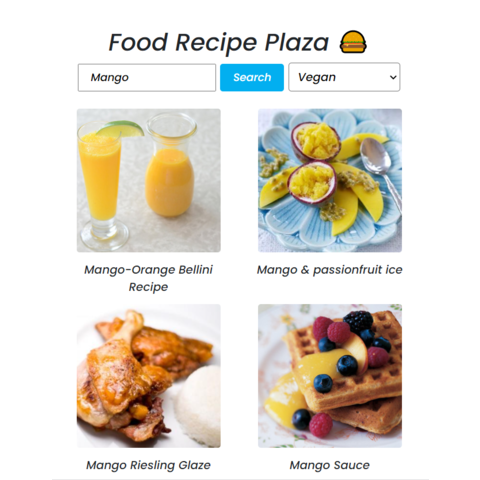 Food Recipe Plaza
Mango
Search
Vegan
Mango-Orange Bellini
Recipe
Mango & passionfruit ice
Mango Riesling Glaze
Mango Sauce